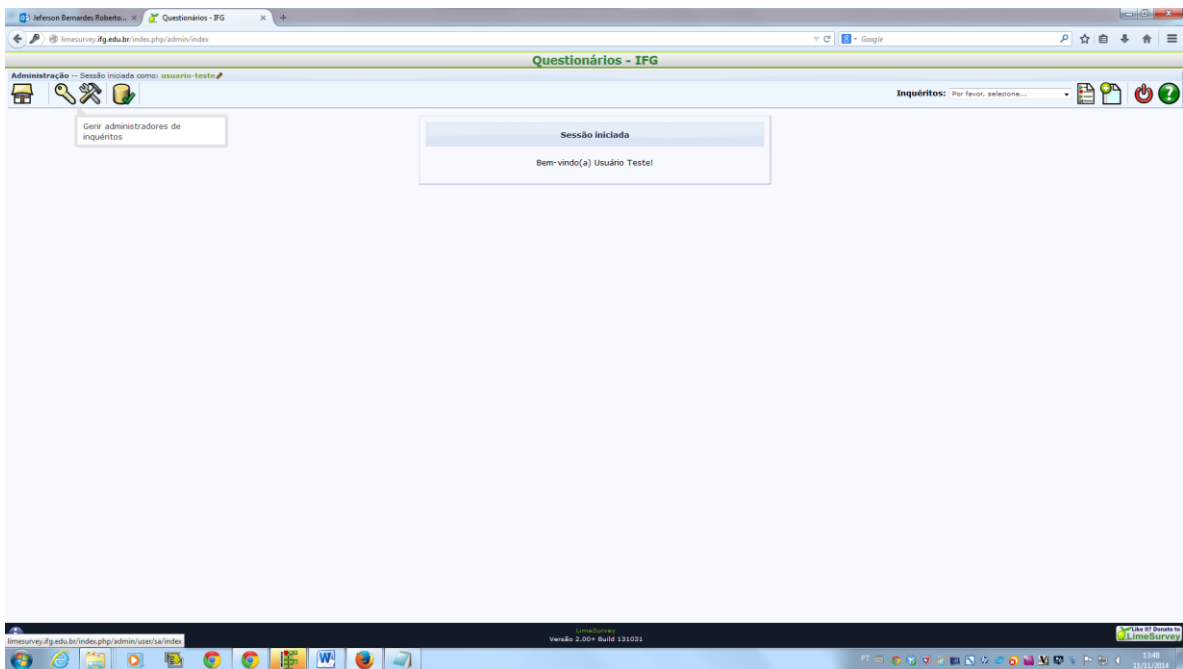 Jeferson Bernardes Roberto...
Questionários - IFG
limesurvey.ifg.edu.br/index.php/admin/index
Google
Questionários - IFG
Administração -- Sessão iniciada como: usuario-teste
Inquéritos: Por favor, selecione...
Gerir administradores de
inquéritos
Sessão iniciada
Bem-vindo(a) Usuário Teste!
limesurvey.ifg.edu.br/index.php/admin/user/sa/index
LimeSurvey
Versão 2.00+ Build 131031
Like it? Donate to
LimeSurvey
PT
13:48
11/11/2014